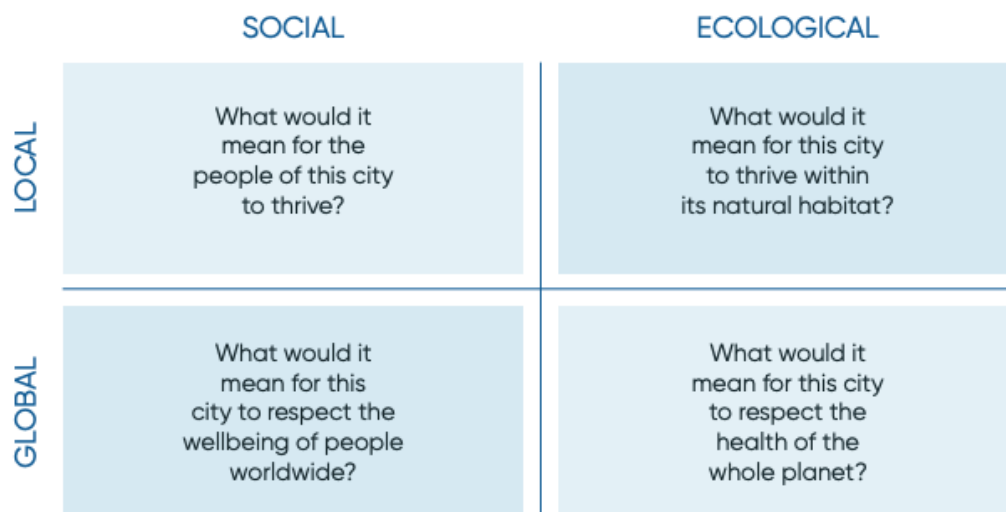 SOCIAL
ECOLOGICAL
LOCAL
What would it
mean for the
people of this city
to thrive?
What would it
mean for this city
to thrive within
its natural habitat?
GLOBAL
What would it
mean for this
city to respect the
wellbeing of people
worldwide?
What would it
mean for this city
to respect the
health of the
whole planet?